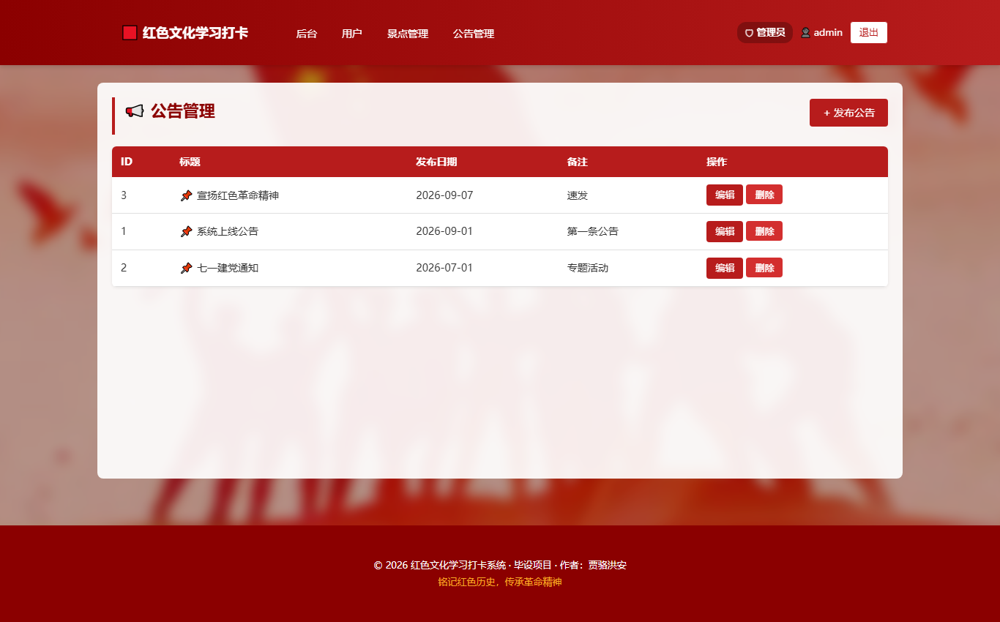 红色文化学习打卡 后台 用户 景点管理 公告管理 管理员 admin 退出
公告管理 + 发布公告
ID 标题 发布日期 备注 操作
3 宣扬红色革命精神 2026-09-07 速发 编辑 删除
1 系统上线公告 2026-09-01 第一条公告 编辑 删除
2 七一建党通知 2026-07-01 专题活动 编辑 删除
© 2026 红色文化学习打卡系统 · 毕设项目 · 作者：贾骆洪安
铭记红色历史，传承革命精神